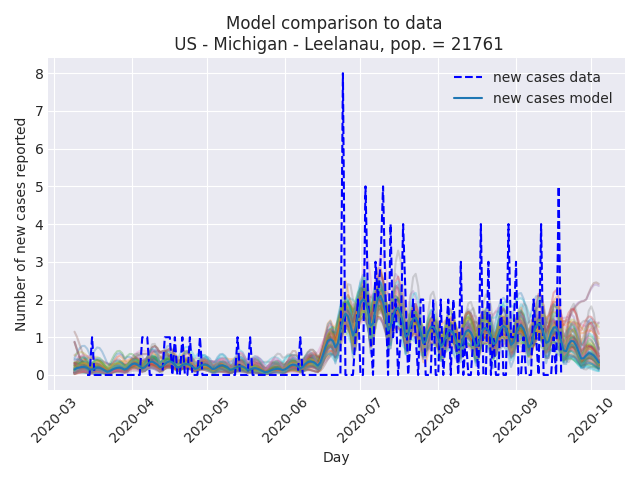 Model comparison to data
US - Michigan - Leelanau, pop. = 21761
new cases data
new cases model
Number of new cases reported
8
7
6
5
4
3
2
1
0
2020-03
2020-04
2020-05
2020-06
2020-07
2020-08
2020-09
2020-10
Day